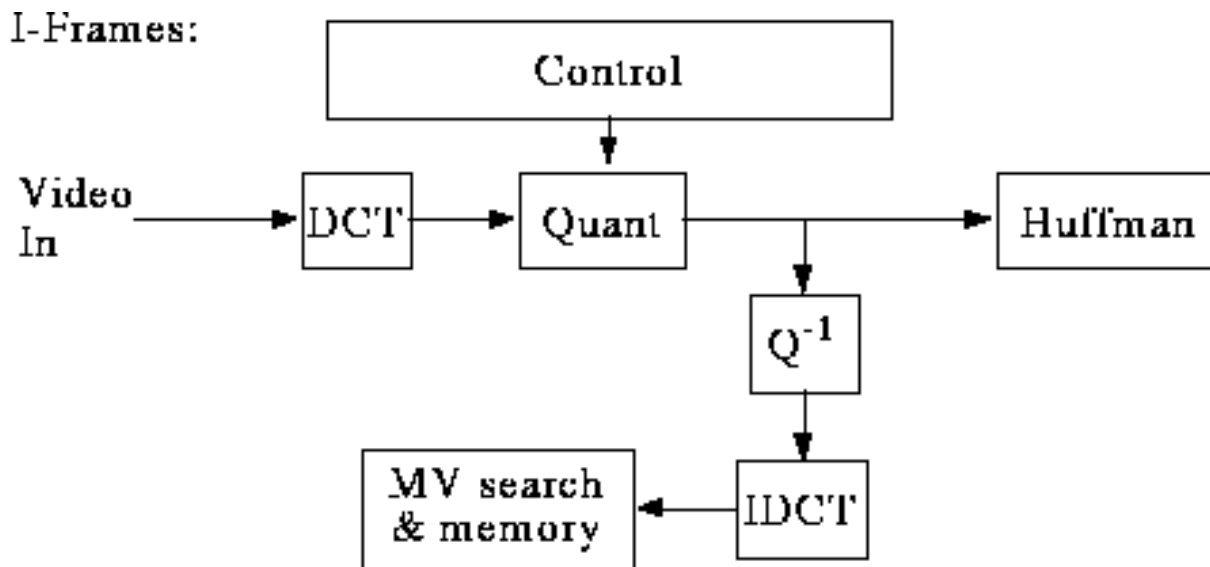 I-Frames:
Control
Video
In
DCT
Quant
Huffman
Q-1
MV search
& memory
IDCT